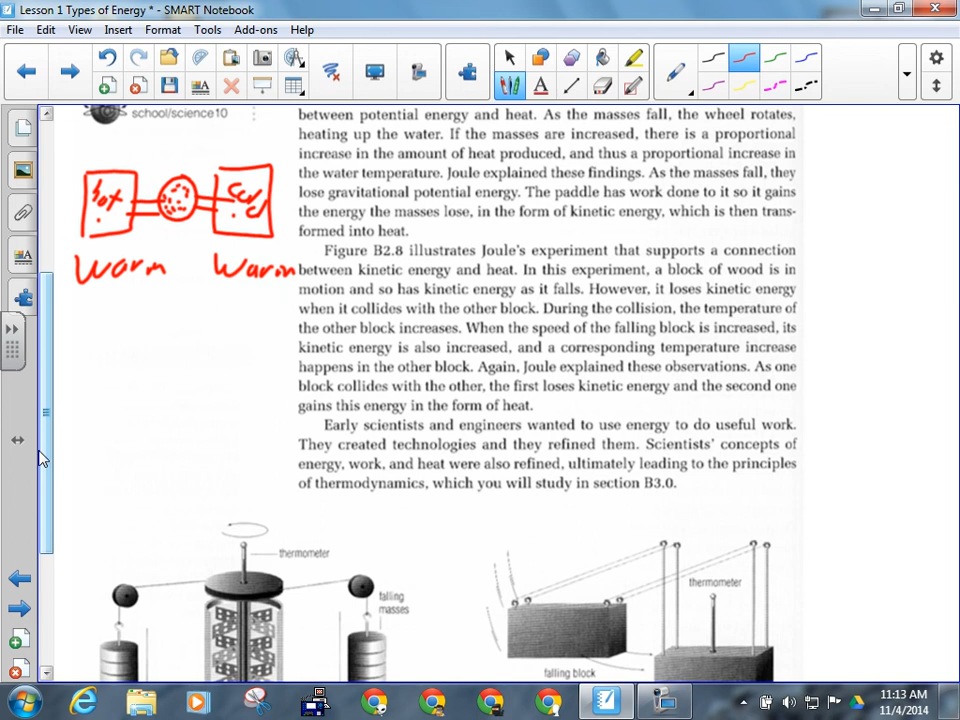 Lesson 1 Types of Energy * - SMART Notebook
File Edit View Insert Format Tools Add-ons Help
school/science10
between potential energy and heat. As the masses fall, the wheel rotates,
heating up the water. If the masses are increased, there is a proportional
increase in the amount of heat produced, and thus a proportional increase in
the water temperature. Joule explained these findings. As the masses fall, they
lose gravitational potential energy. The paddle has work done to it so it gains
the energy the masses lose, in the form of kinetic energy, which is then trans-
formed into heat.
Hot
Cold
Warm Warm
Figure B2.8 illustrates Joule's experiment that supports a connection
between kinetic energy and heat. In this experiment, a block of wood is in
motion and so has kinetic energy as it falls. However, it loses kinetic energy
when it collides with the other block. During the collision, the temperature of
the other block increases. When the speed of the falling block is increased, its
kinetic energy is also increased, and a corresponding temperature increase
happens in the other block. Again, Joule explained these observations. As one
block collides with the other, the first loses kinetic energy and the second one
gains this energy in the form of heat.
Early scientists and engineers wanted to use energy to do useful work.
They created technologies and they refined them. Scientists' concepts of
energy, work, and heat were also refined, ultimately leading to the principles
of thermodynamics, which you will study in section B3.0.
thermometer
falling
masses
thermometer
falling block
11:13 AM
11/4/2014